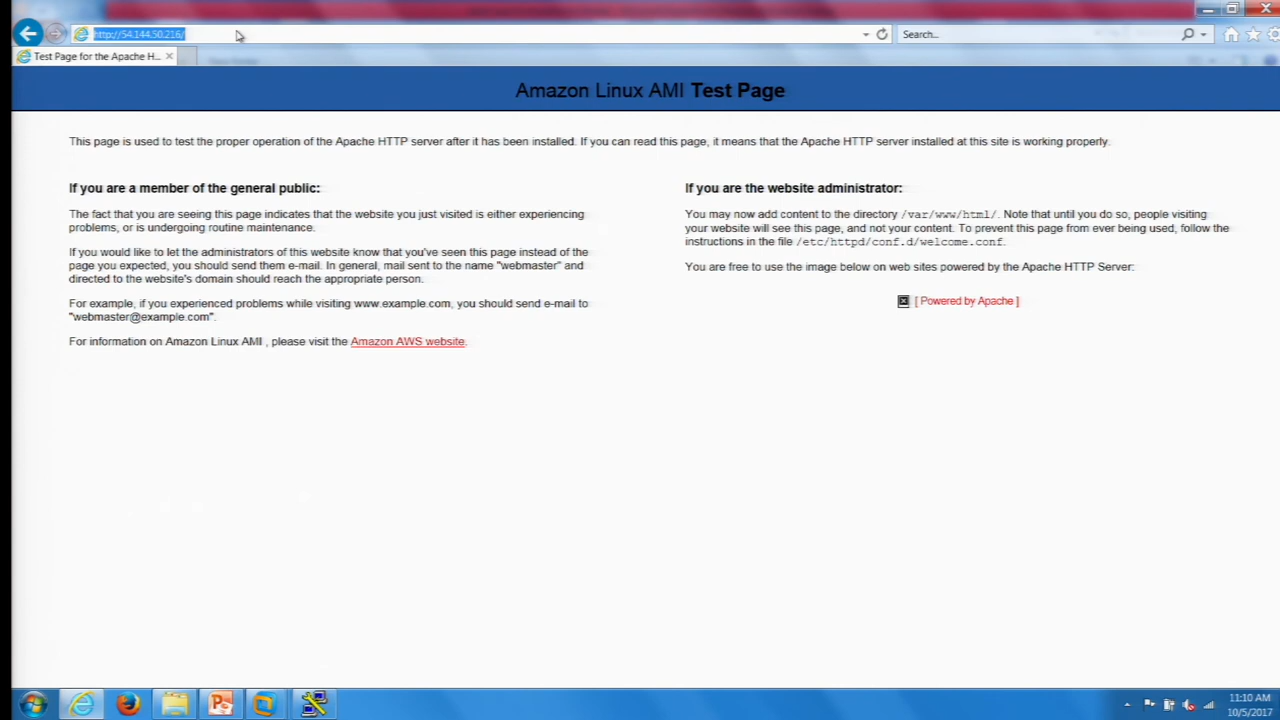 http://54.144.50.216/
Search...
Test Page for the Apache H...
Amazon Linux AMI Test Page
This page is used to test the proper operation of the Apache HTTP server after it has been installed. If you can read this page, it means that the Apache HTTP server installed at this site is working properly.
If you are a member of the general public:
The fact that you are seeing this page indicates that the website you just visited is either experiencing
problems, or is undergoing routine maintenance.
If you would like to let the administrators of this website know that you've seen this page instead of the
page you expected, you should send them e-mail. In general, mail sent to the name "webmaster" and
directed to the website's domain should reach the appropriate person.
For example, if you experienced problems while visiting www.example.com, you should send e-mail to
"webmaster@example.com".
For information on Amazon Linux AMI , please visit the Amazon AWS website.
If you are the website administrator:
You may now add content to the directory /var/www/html/. Note that until you do so, people visiting
your website will see this page, and not your content. To prevent this page from ever being used, follow the
instructions in the file /etc/httpd/conf.d/welcome.conf.
You are free to use the image below on web sites powered by the Apache HTTP Server:
[ Powered by Apache ]
11:10 AM
10/5/2017